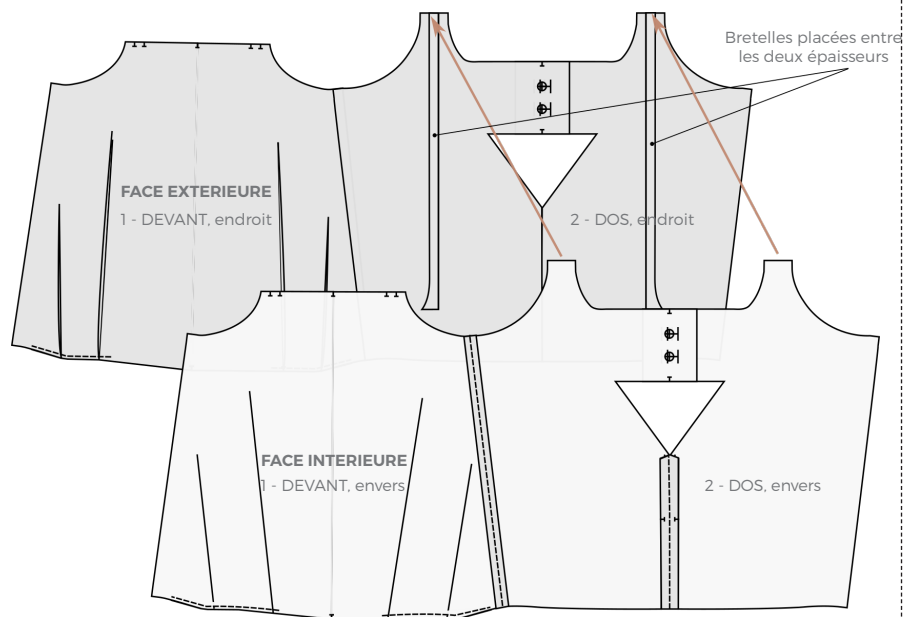 Bretelles placées entre
les deux épaisseurs
FACE EXTERIEURE
1 - DEVANT, endroit
2 - DOS, endroit
FACE INTERIEURE
1 - DEVANT, envers
2 - DOS, envers